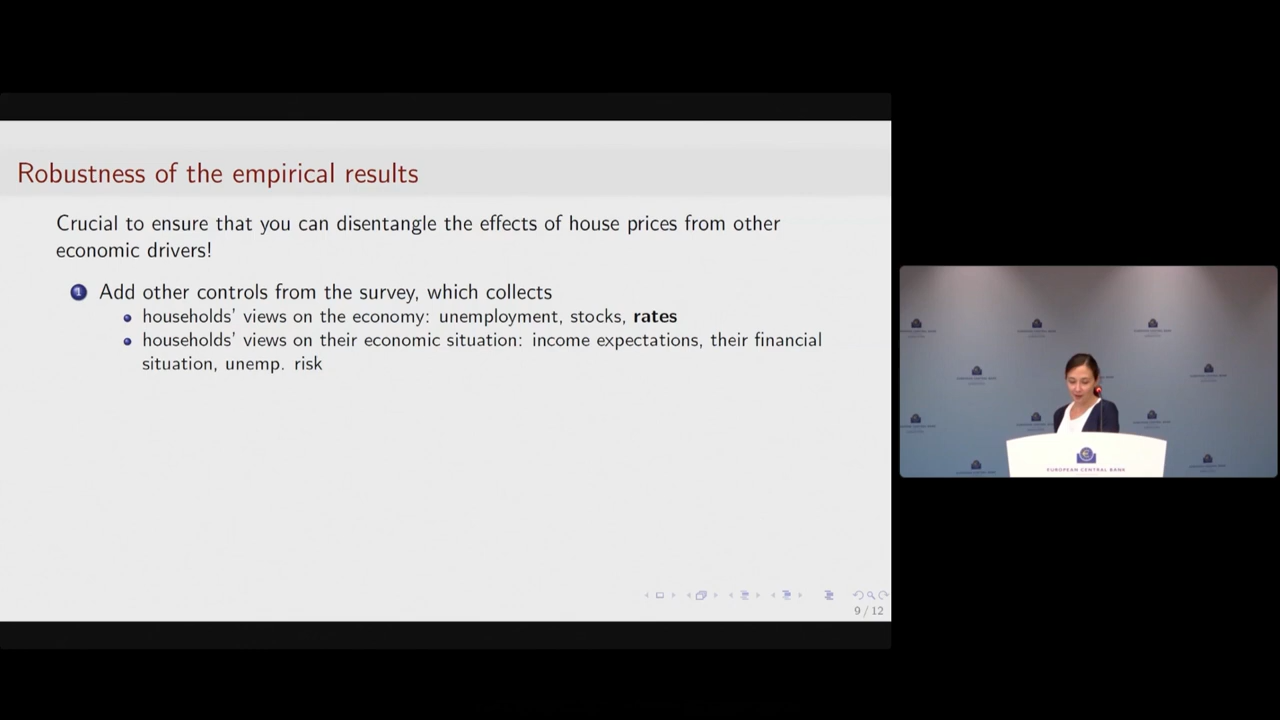 Robustness of the empirical results
Crucial to ensure that you can disentangle the effects of house prices from other
economic drivers!
1 Add other controls from the survey, which collects
households' views on the economy: unemployment, stocks, rates
households' views on their economic situation: income expectations, their financial
situation, unemp. risk
9 / 12
EUROPEAN CENTRAL BANK